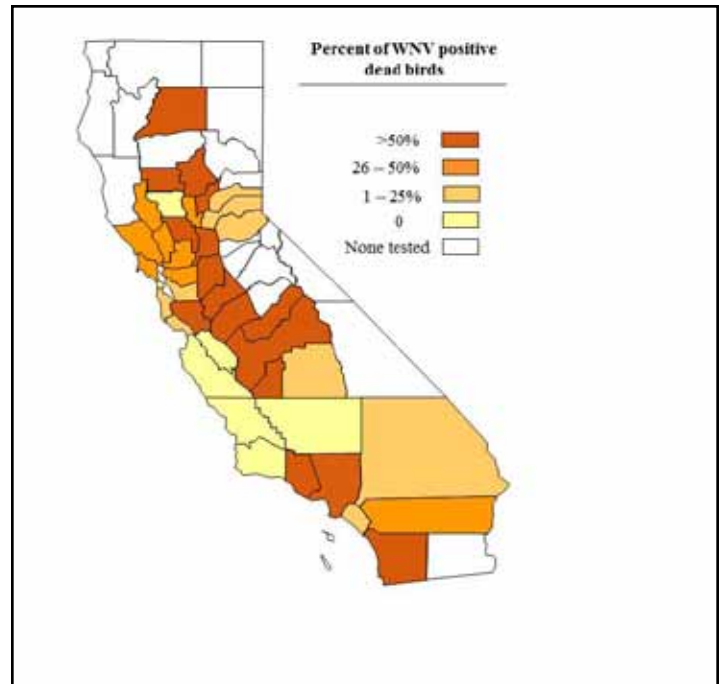 Percent of WNV positive
dead birds
>50%
26 – 50%
1 – 25%
0
None tested